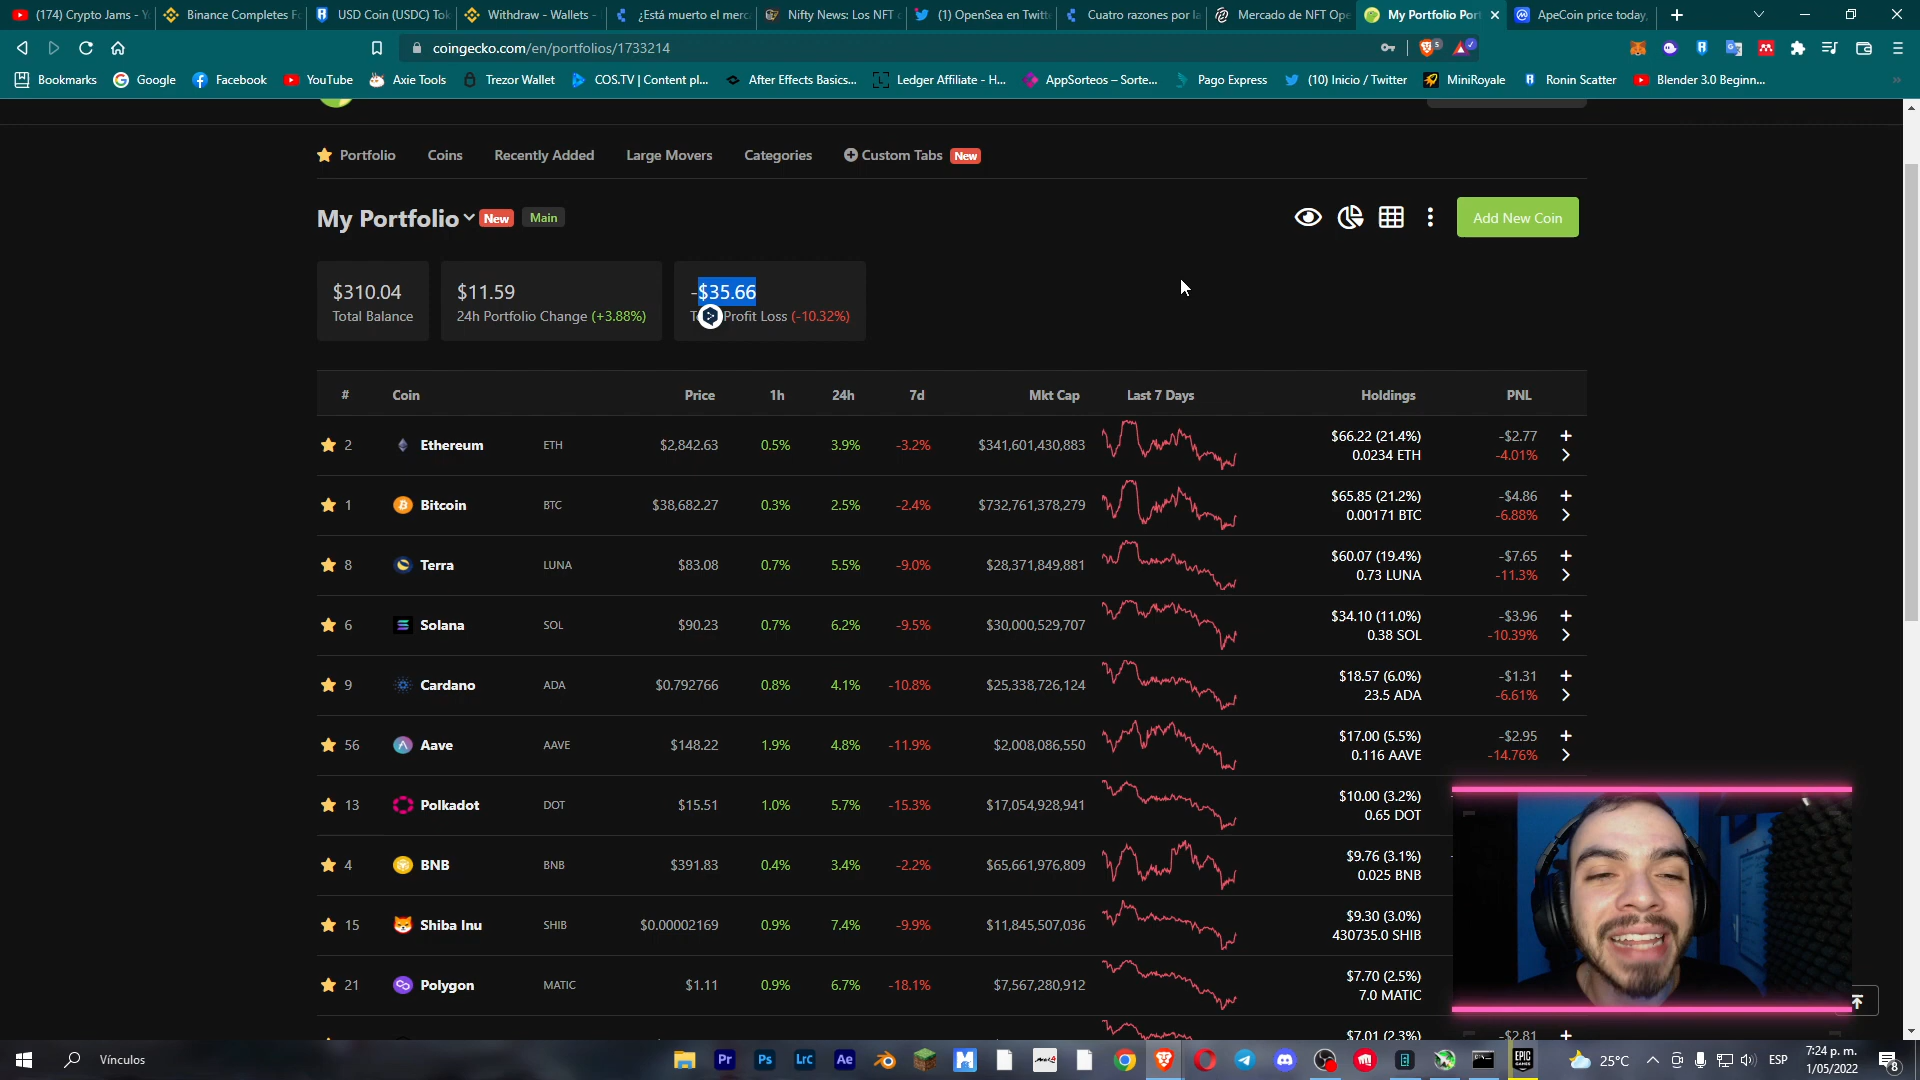 (174) Crypto Jams - Y
Binance Completes F
USD Coin (USDC) Tok
Withdraw - Wallets -
¿Está muerto el merc
Nifty News: Los NFT
(1) OpenSea en Twitte
Cuatro razones por la
Mercado de NFT Ope
My Portfolio Por
ApeCoin price today,
coingecko.com/en/portfolios/1733214
5
Bookmarks
Google
Facebook
YouTube
Axie Tools
Trezor Wallet
COS.TV | Content pl...
After Effects Basics...
Ledger Affiliate - H...
AppSorteos – Sorte...
Pago Express
(10) Inicio / Twitter
MiniRoyale
Ronin Scatter
Blender 3.0 Beginn...
Portfolio Coins Recently Added Large Movers Categories Custom Tabs New
My Portfolio New Main
Add New Coin
$310.04
Total Balance
$11.59
24h Portfolio Change (+3.88%)
-$35.66
Profit Loss (-10.32%)
# Coin Price 1h 24h 7d Mkt Cap Last 7 Days Holdings PNL
2 Ethereum ETH $2,842.63 0.5% 3.9% -3.2% $341,601,430,883 $66.22 (21.4%) -$2.77
0.0234 ETH -4.01%
1 Bitcoin BTC $38,682.27 0.3% 2.5% -2.4% $732,761,378,279 $65.85 (21.2%) -$4.86
0.00171 BTC -6.88%
8 Terra LUNA $83.08 0.7% 5.5% -9.0% $28,371,849,881 $60.07 (19.4%) -$7.65
0.73 LUNA -11.3%
6 Solana SOL $90.23 0.7% 6.2% -9.5% $30,000,529,707 $34.10 (11.0%) -$3.96
0.38 SOL -10.39%
9 Cardano ADA $0.792766 0.8% 4.1% -10.8% $25,338,726,124 $18.57 (6.0%) -$1.31
23.5 ADA -6.61%
56 Aave AAVE $148.22 1.9% 4.8% -11.9% $2,008,086,550 $17.00 (5.5%) -$2.95
0.116 AAVE -14.76%
13 Polkadot DOT $15.51 1.0% 5.7% -15.3% $17,054,928,941 $10.00 (3.2%)
0.65 DOT
4 BNB BNB $391.83 0.4% 3.4% -2.2% $65,661,976,809 $9.76 (3.1%)
0.025 BNB
15 Shiba Inu SHIB $0.00002169 0.9% 7.4% -9.9% $11,845,507,036 $9.30 (3.0%)
430735.0 SHIB
21 Polygon MATIC $1.11 0.9% 6.7% -18.1% $7,567,280,912 $7.70 (2.5%)
7.0 MATIC
$7.01 (2.3%) -$2.81
Vínculos
Pr Ps LrC Ae
EPIC GAMES
25°C
ESP
7:24 p. m.
1/05/2022
8